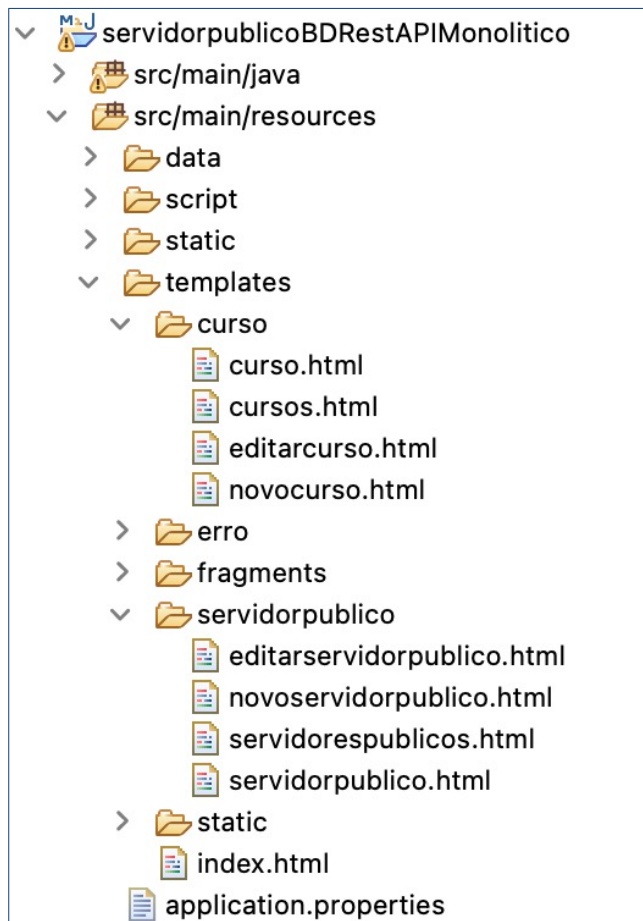 servidorpublicoBDRestAPIMonolitico
src/main/java
src/main/resources
data
script
static
templates
curso
curso.html
cursos.html
editarcurso.html
novocurso.html
erro
fragments
servidorpublico
editarservidorpublico.html
novoservidorpublico.html
servidorespublicos.html
servidorpublico.html
static
index.html
application.properties